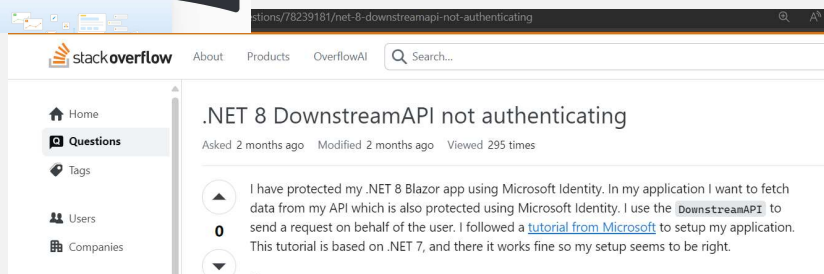 stions/78239181/net-8-downstreamapi-not-authenticating
stackoverflow
About Products OverflowAI Search...
Home
Questions
Tags
Users
Companies
.NET 8 DownstreamAPI not authenticating
Asked 2 months ago Modified 2 months ago Viewed 295 times
0
I have protected my .NET 8 Blazor app using Microsoft Identity. In my application I want to fetch
data from my API which is also protected using Microsoft Identity. I use the DownstreamAPI to
send a request on behalf of the user. I followed a tutorial from Microsoft to setup my application.
This tutorial is based on .NET 7, and there it works fine so my setup seems to be right.